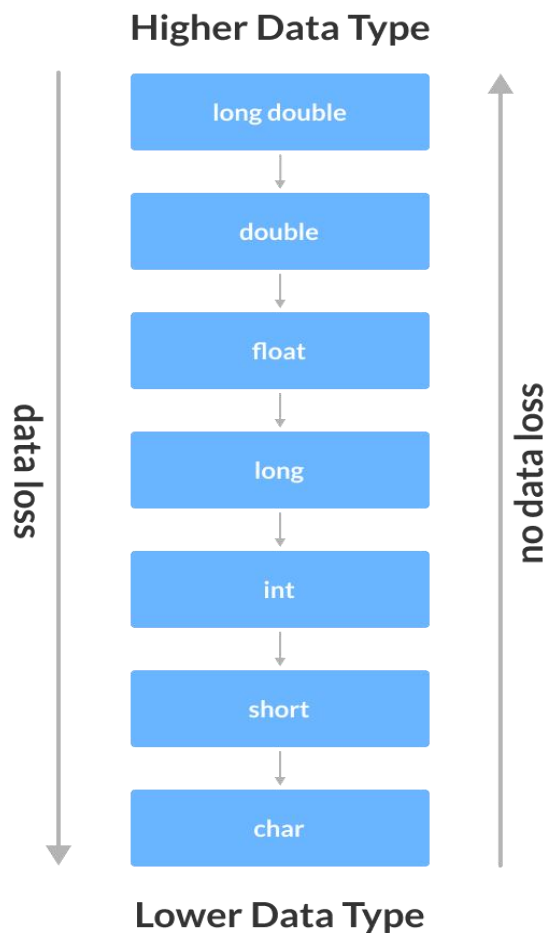 Higher Data Type
long double
double
float
long
int
short
char
Lower Data Type
data loss
no data loss